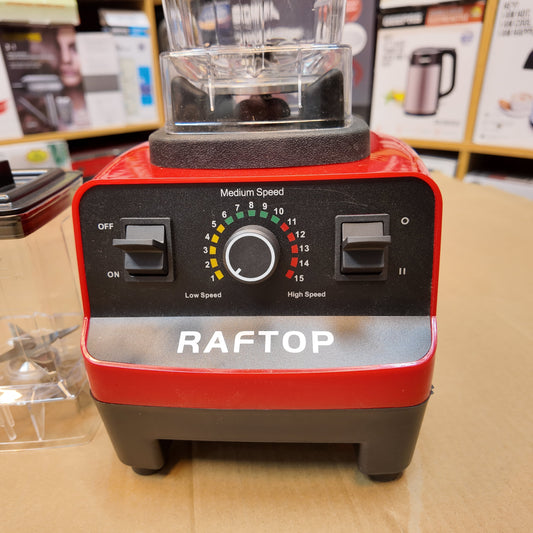 Medium Speed
OFF
ON
1 2 3 4 5 6 7 8 9 10 11 12 13 14 15
Low Speed
High Speed
O
II
RAFTOP